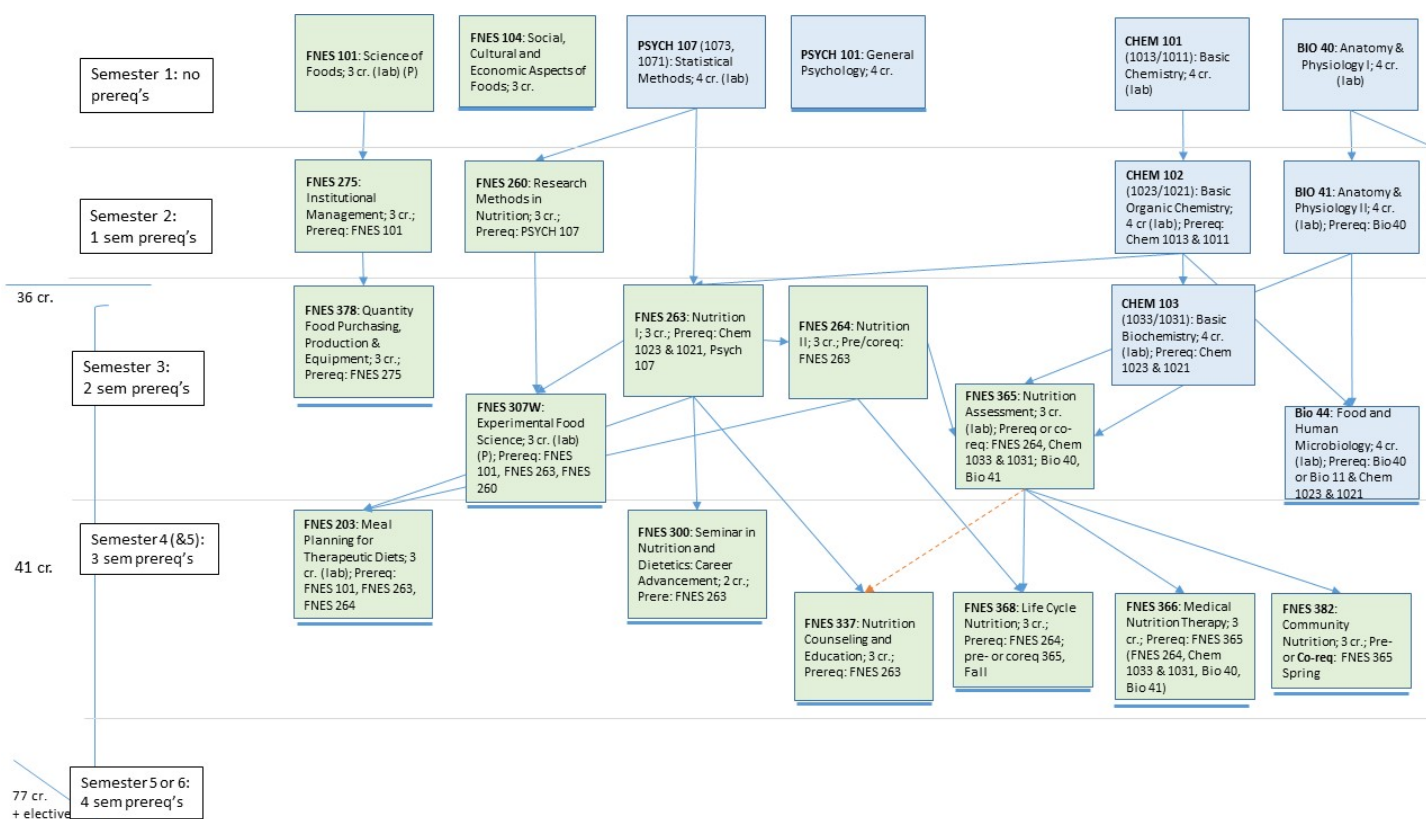 Semester 1: no
prereq's
FNES 101: Science of
Foods; 3 cr. (lab) (P)
FNES 104: Social,
Cultural and
Economic Aspects of
Foods; 3 cr.
PSYCH 107 (1073,
1071): Statistical
Methods; 4 cr. (lab)
PSYCH 101: General
Psychology; 4 cr.
CHEM 101
(1013/1011): Basic
Chemistry; 4 cr.
(lab)
BIO 40: Anatomy &
Physiology I; 4 cr.
(lab)
Semester 2:
1 sem prereq's
FNES 275:
Institutional
Management; 3 cr.;
Prereq: FNES 101
FNES 260: Research
Methods in
Nutrition; 3 cr.;
Prereq: PSYCH 107
CHEM 102
(1023/1021): Basic
Organic Chemistry;
4 cr (lab); Prereq:
Chem 1013 & 1011
BIO 41: Anatomy &
Physiology II; 4 cr.
(lab); Prereq: Bio 40
36 cr.
Semester 3:
2 sem prereq's
FNES 378: Quantity
Food Purchasing,
Production &
Equipment; 3 cr.;
Prereq: FNES 275
FNES 307W:
Experimental Food
Science; 3 cr. (lab)
(P); Prereq: FNES
101, FNES 263, FNES
260
FNES 263: Nutrition
I; 3 cr.; Prereq: Chem
1023 & 1021, Psych
107
FNES 264: Nutrition
II; 3 cr.; Pre/coreq:
FNES 263
FNES 365: Nutrition
Assessment; 3 cr.
(lab); Prereq or co-
req: FNES 264, Chem
1033 & 1031; Bio 40,
Bio 41
CHEM 103
(1033/1031): Basic
Biochemistry; 4 cr.
(lab); Prereq: Chem
1023 & 1021
Bio 44: Food and
Human
Microbiology; 4 cr.
(lab); Prereq: Bio 40
or Bio 11 & Chem
1023 & 1021
41 cr.
Semester 4 (&5):
3 sem prereq's
FNES 203: Meal
Planning for
Therapeutic Diets; 3
cr. (lab); Prereq:
FNES 101, FNES 263,
FNES 264
FNES 300: Seminar in
Nutrition and
Dietetics: Career
Advancement; 2 cr.;
Prere: FNES 263
FNES 337: Nutrition
Counseling and
Education; 3 cr.;
Prereq: FNES 263
FNES 368: Life Cycle
Nutrition; 3 cr.;
Prereq: FNES 264;
pre- or coreq 365,
Fall
FNES 366: Medical
Nutrition Therapy; 3
cr.; Prereq: FNES 365
(FNES 264, Chem
1033 & 1031, Bio 40,
Bio 41)
FNES 382:
Community
Nutrition; 3 cr.; Pre-
or Co-req: FNES 365
Spring
Semester 5 or 6:
4 sem prereq's
77 cr.
+ elective